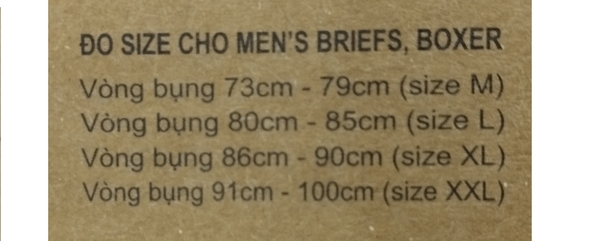 ĐO SIZE CHO MEN'S BRIEFS, BOXER
Vòng bụng 73cm - 79cm (size M)
Vòng bụng 80cm - 85cm (size L)
Vòng bụng 86cm - 90cm (size XL)
Vòng bụng 91cm - 100cm (size XXL)